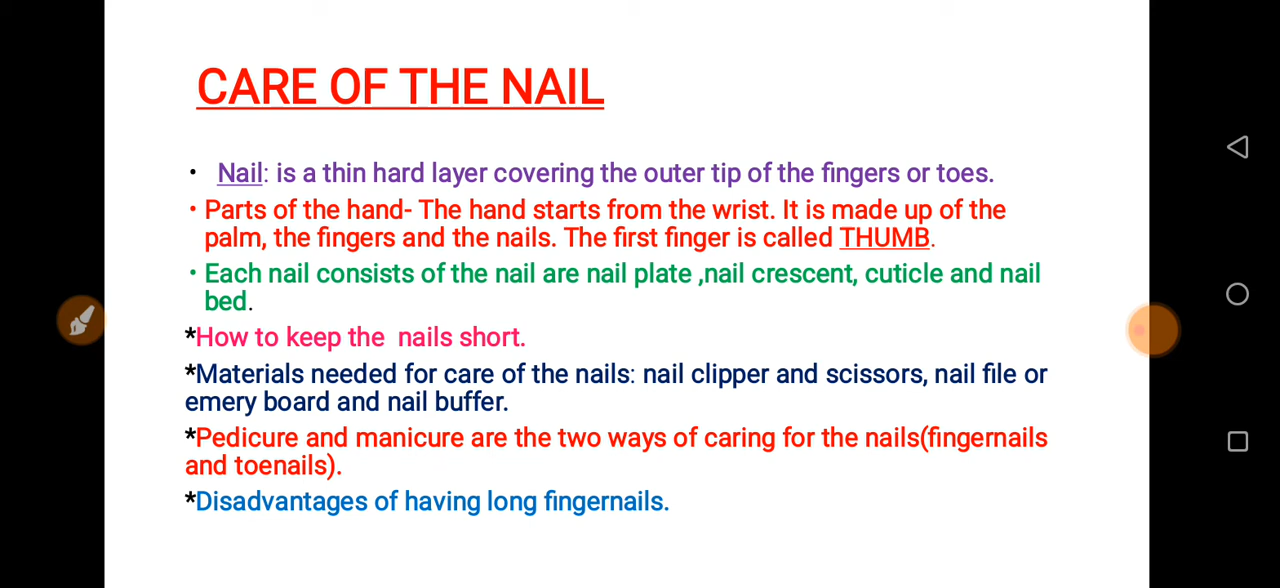 CARE OF THE NAIL
• Nail: is a thin hard layer covering the outer tip of the fingers or toes.
• Parts of the hand- The hand starts from the wrist. It is made up of the
palm, the fingers and the nails. The first finger is called THUMB.
• Each nail consists of the nail are nail plate ,nail crescent, cuticle and nail
bed.
*How to keep the  nails short.
*Materials needed for care of the nails: nail clipper and scissors, nail file or
emery board and nail buffer.
*Pedicure and manicure are the two ways of caring for the nails(fingernails
and toenails).
*Disadvantages of having long fingernails.